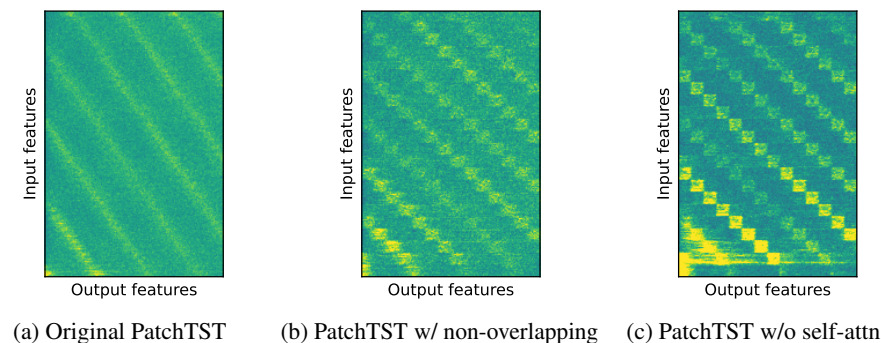 Input features
Output features
Input features
Output features
Input features
Output features
(a) Original PatchTST
(b) PatchTST w/ non-overlapping
(c) PatchTST w/o self-attn